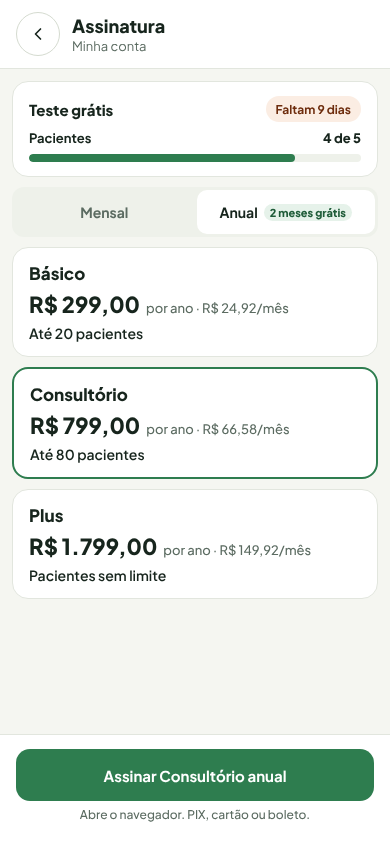 Assinatura
Minha conta
Teste grátis
Faltam 9 dias
Pacientes
4 de 5
Mensal
Anual 2 meses grátis
Básico
R$ 299,00 por ano · R$ 24,92/mês
Até 20 pacientes
Consultório
R$ 799,00 por ano · R$ 66,58/mês
Até 80 pacientes
Plus
R$ 1.799,00 por ano · R$ 149,92/mês
Pacientes sem limite
Assinar Consultório anual
Abre o navegador. PIX, cartão ou boleto.